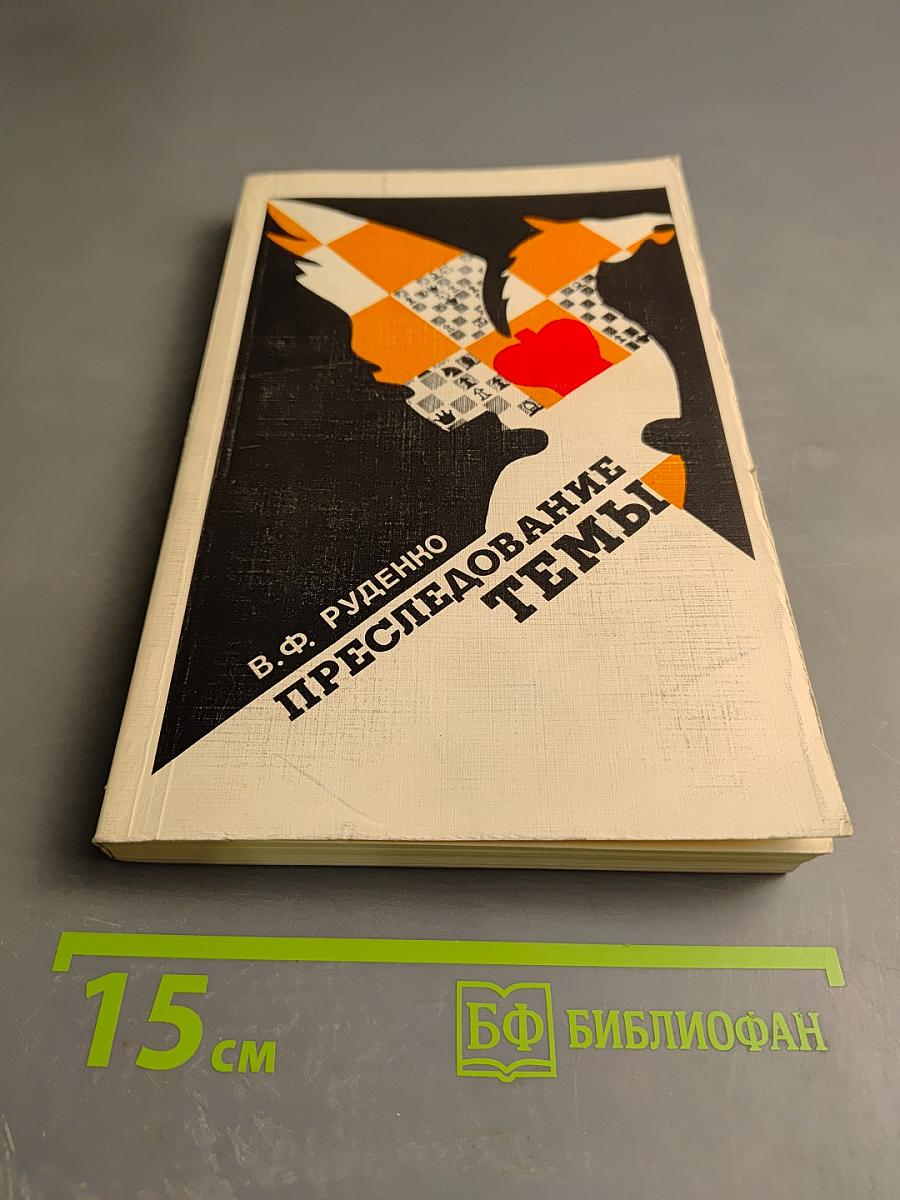 В.Ф. РУДЕНКО
ПРЕСЛЕДОВАНИЕ
ТЕМЫ
15 см
БФ БИБЛИОФАН